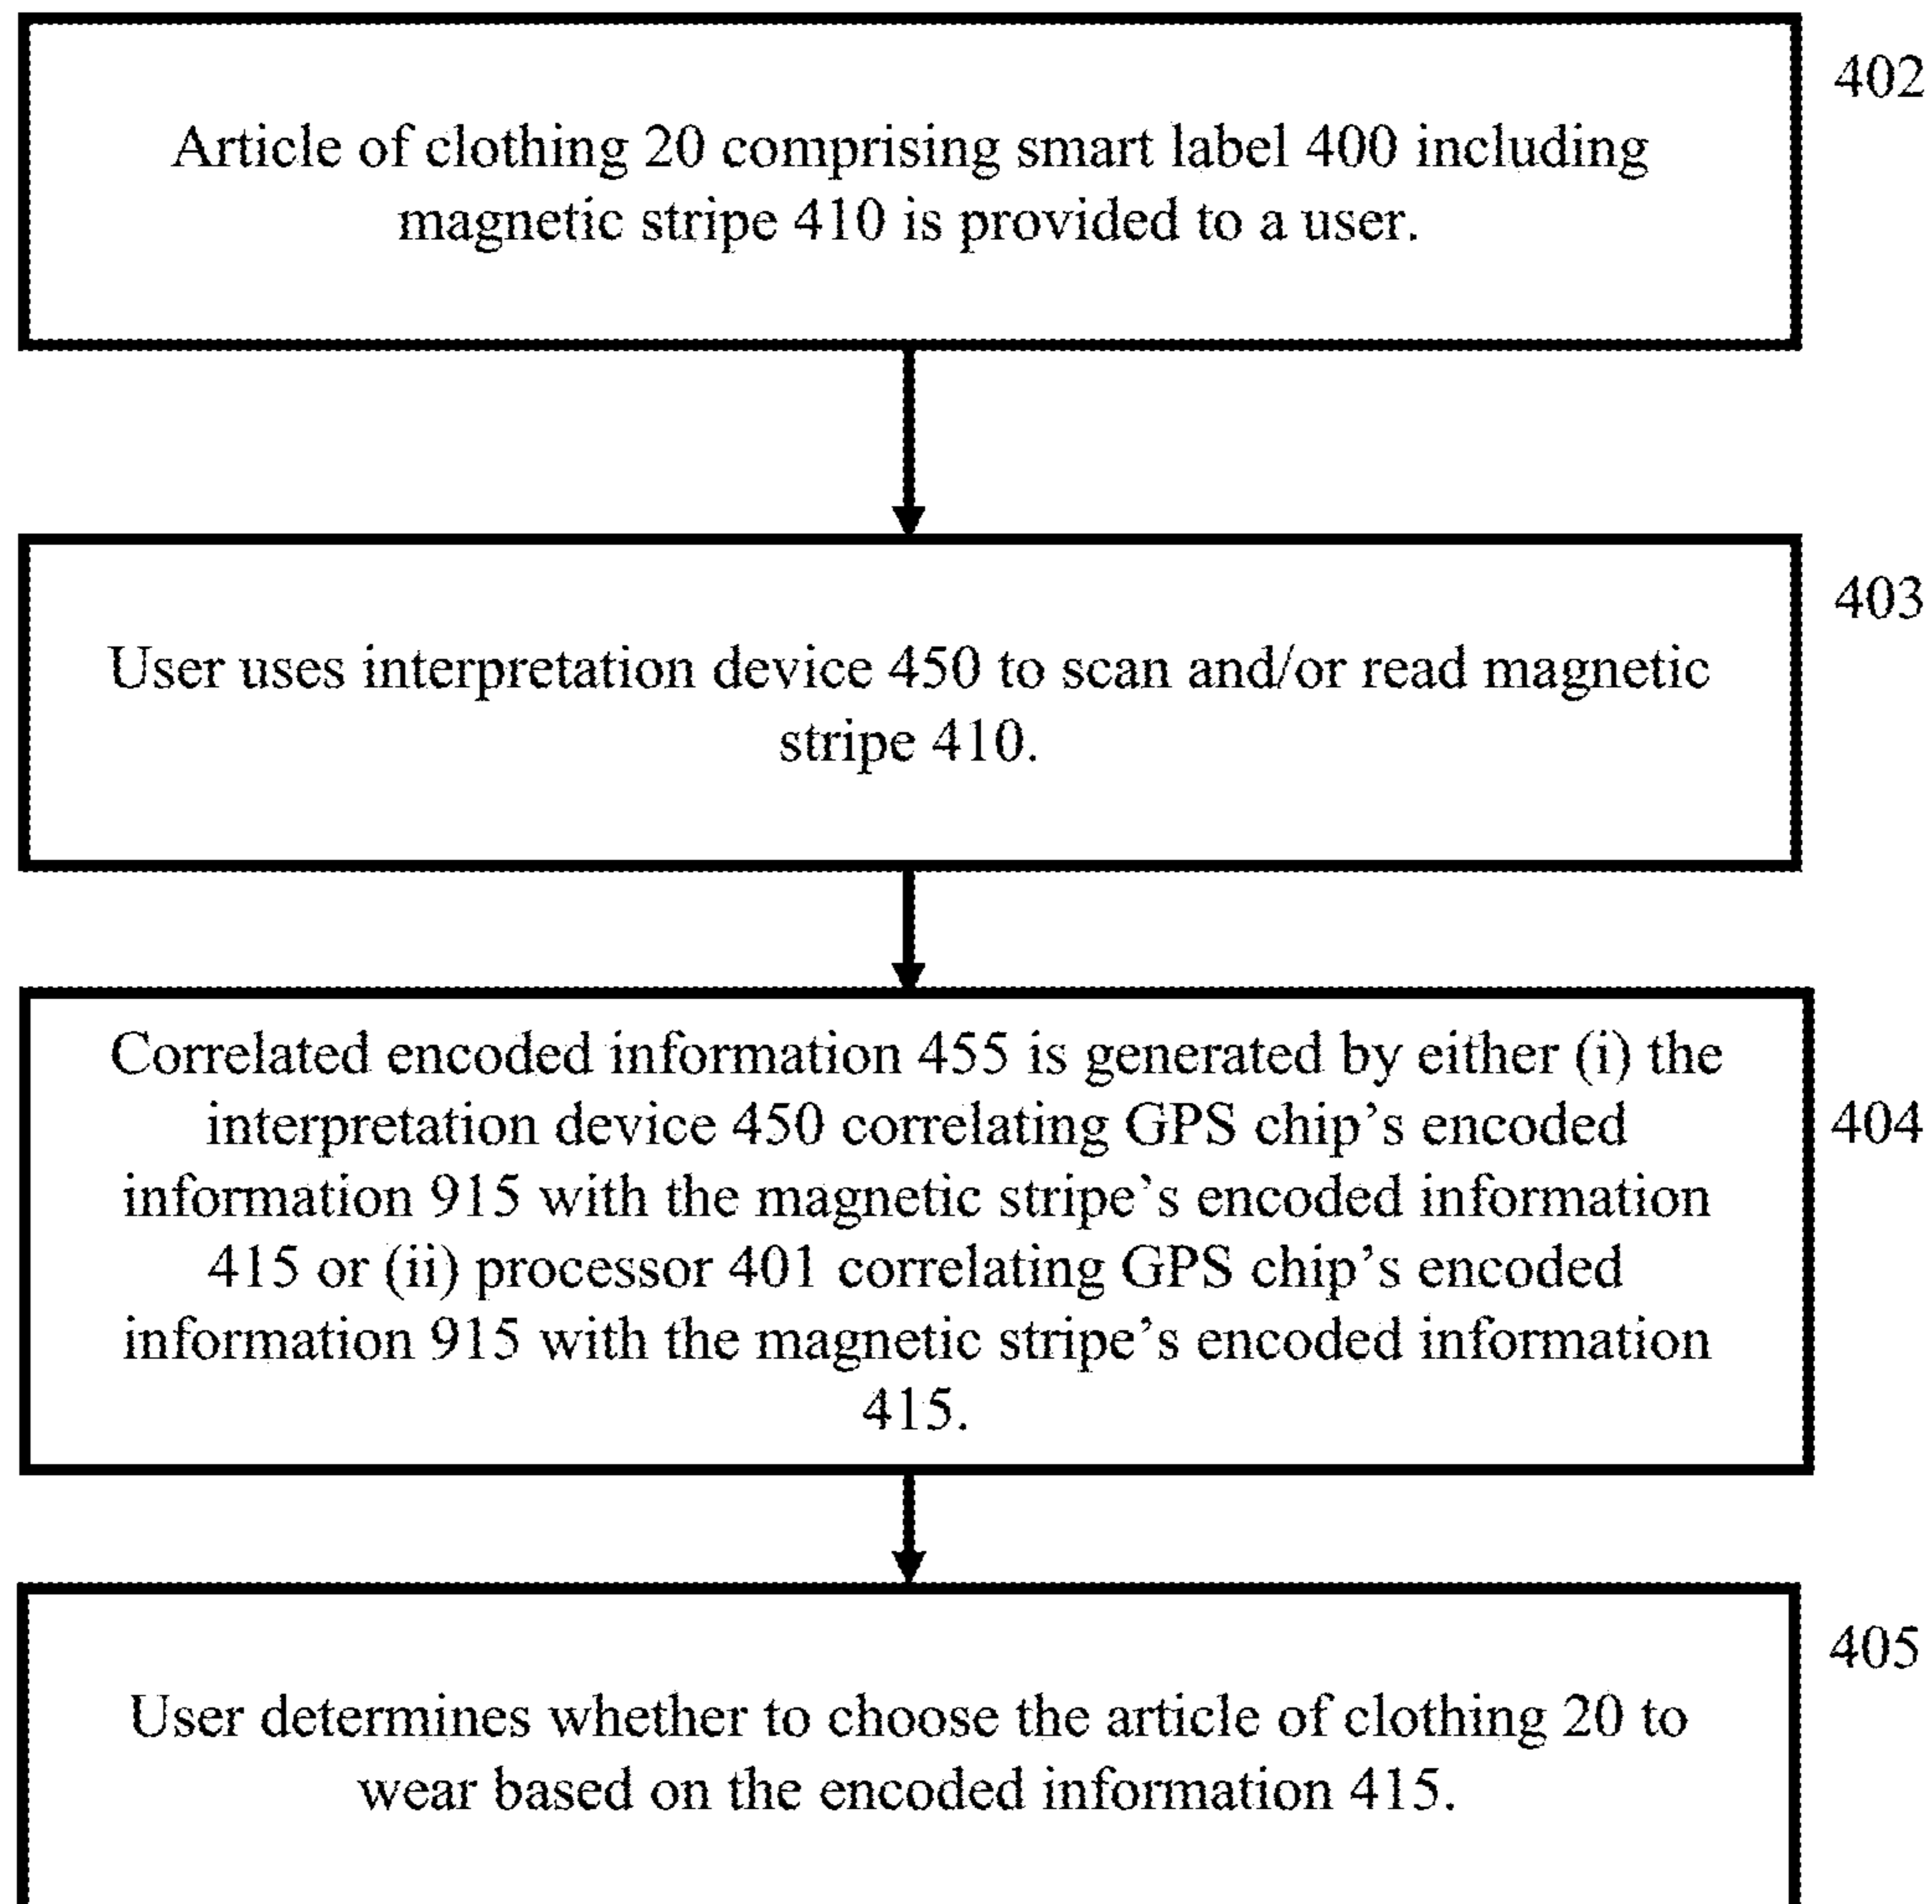 402
Article of clothing 20 comprising smart label 400 including
magnetic stripe 410 is provided to a user.
403
User uses interpretation device 450 to scan and/or read magnetic
stripe 410.
Correlated encoded information 455 is generated by either (i) the
interpretation device 450 correlating GPS chip’s encoded
404
information 915 with the magnetic stripe’s encoded information
415 or (ii) processor 401 correlating GPS chip’s encoded
information 915 with the magnetic stripe’s encoded information
415.
405
User determines whether to choose the article of clothing 20 to
wear based on the encoded information 415.